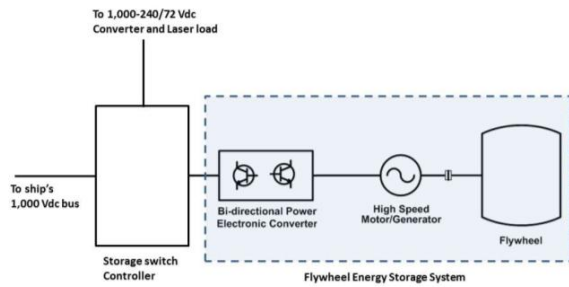 To 1,000-240/72 Vdc
Converter and Laser load
To ship's
1,000 Vdc bus
Storage switch
Controller
Bi-directional Power
Electronic Converter
High Speed
Motor/Generator
Flywheel
Flywheel Energy Storage System